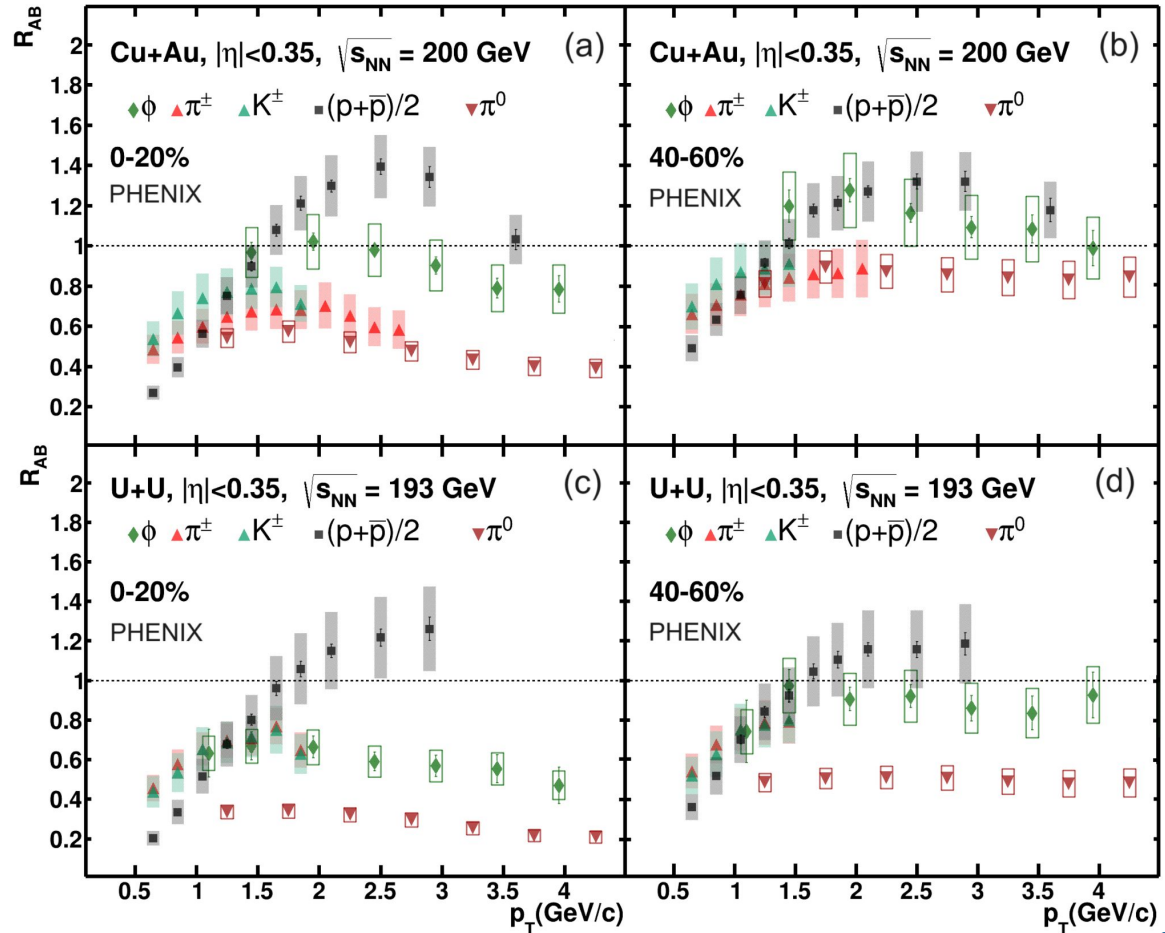 R_AB
2
1.8
1.6
1.4
1.2
1
0.8
0.6
0.4
0.2
Cu+Au, |η|<0.35, √s_NN = 200 GeV (a)
ϕ π± K± (p+p̅)/2 π⁰
0-20%
PHENIX
Cu+Au, |η|<0.35, √s_NN = 200 GeV (b)
ϕ π± K± (p+p̅)/2 π⁰
40-60%
PHENIX
R_AB
2
1.8
1.6
1.4
1.2
1
0.8
0.6
0.4
0.2
U+U, |η|<0.35, √s_NN = 193 GeV (c)
ϕ π± K± (p+p̅)/2 π⁰
0-20%
PHENIX
U+U, |η|<0.35, √s_NN = 193 GeV (d)
ϕ π± K± (p+p̅)/2 π⁰
40-60%
PHENIX
0.5 1 1.5 2 2.5 3 3.5 4
p_T(GeV/c)
0.5 1 1.5 2 2.5 3 3.5 4
p_T(GeV/c)